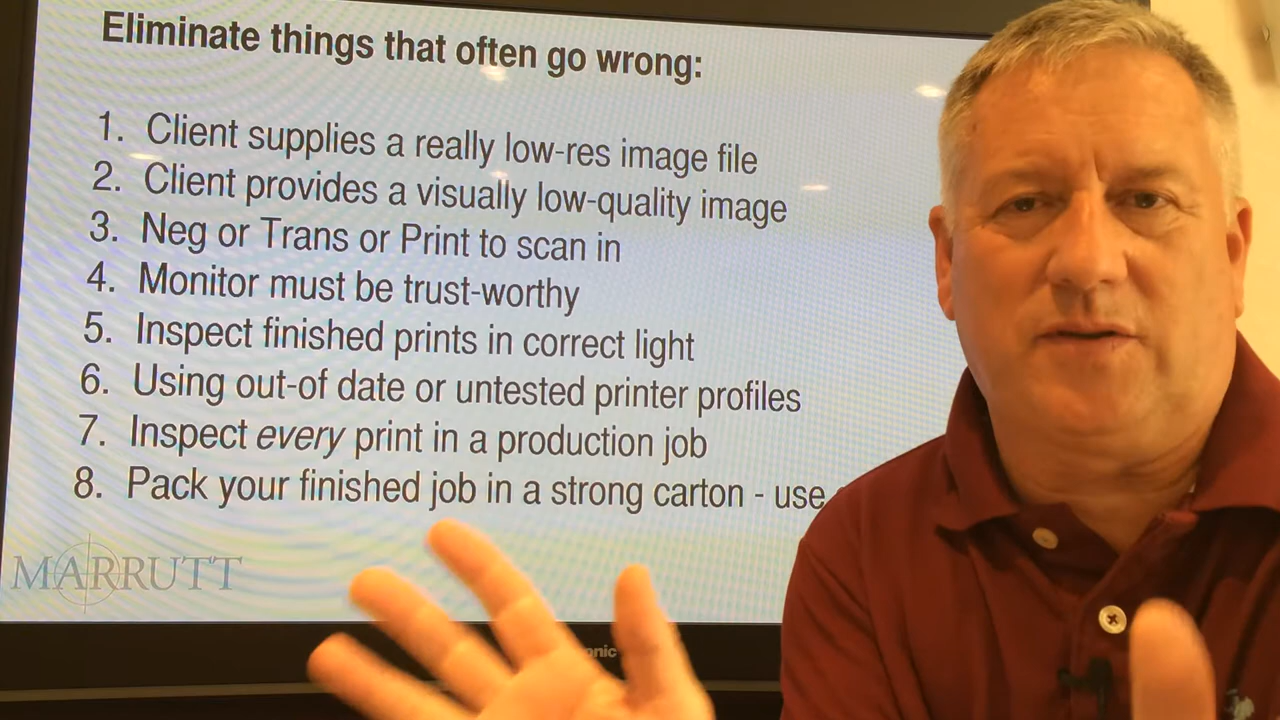 Eliminate things that often go wrong:
1. Client supplies a really low-res image file
2. Client provides a visually low-quality image
3. Neg or Trans or Print to scan in
4. Monitor must be trust-worthy
5. Inspect finished prints in correct light
6. Using out-of date or untested printer profiles
7. Inspect every print in a production job
8. Pack your finished job in a strong carton - use
MARRUTT
onic